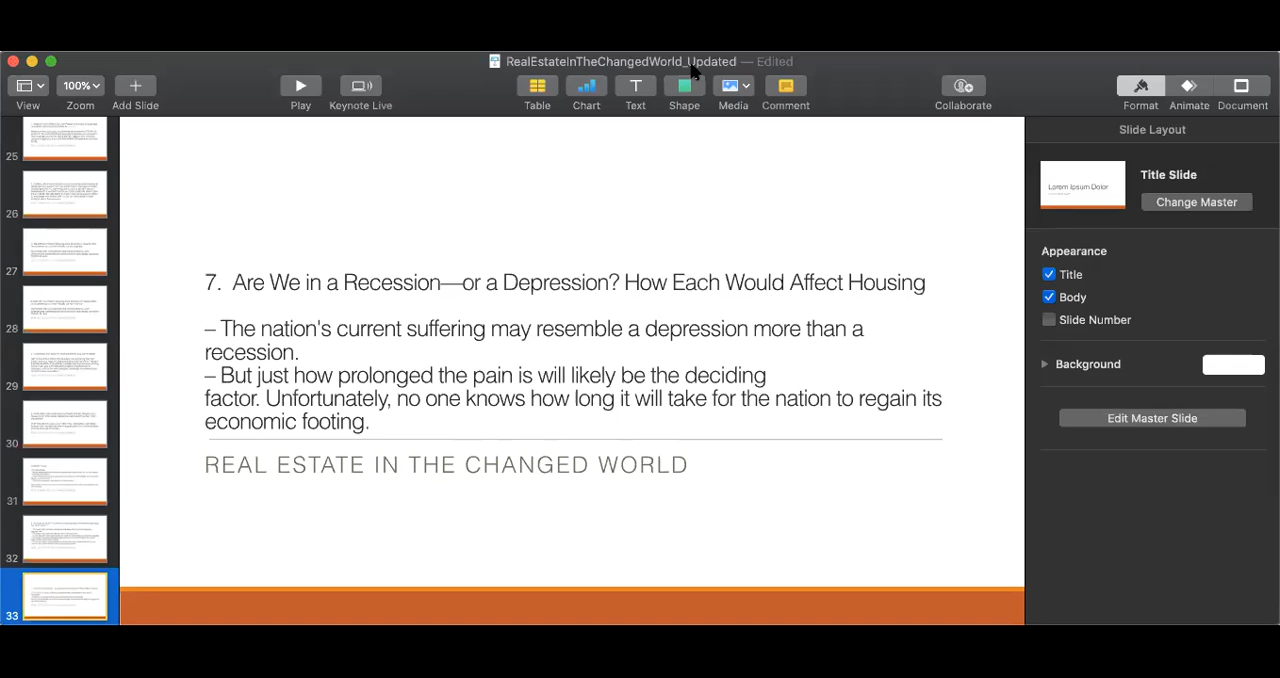 RealEstateInTheChangedWorld_Updated — Edited
100%
View Zoom Add Slide Play Keynote Live Table Chart Text Shape Media Comment Collaborate Format Animate Document
Slide Layout
Lorem Ipsum Dolor
Title Slide
Change Master
Appearance
Title
Body
Slide Number
Background
Edit Master Slide
25
26
27
28
29
30
31
32
33
7. Are We in a Recession—or a Depression? How Each Would Affect Housing
– The nation's current suffering may resemble a depression more than a
recession.
– But just how prolonged the pain is will likely be the deciding
factor. Unfortunately, no one knows how long it will take for the nation to regain its
economic footing.
REAL ESTATE IN THE CHANGED WORLD